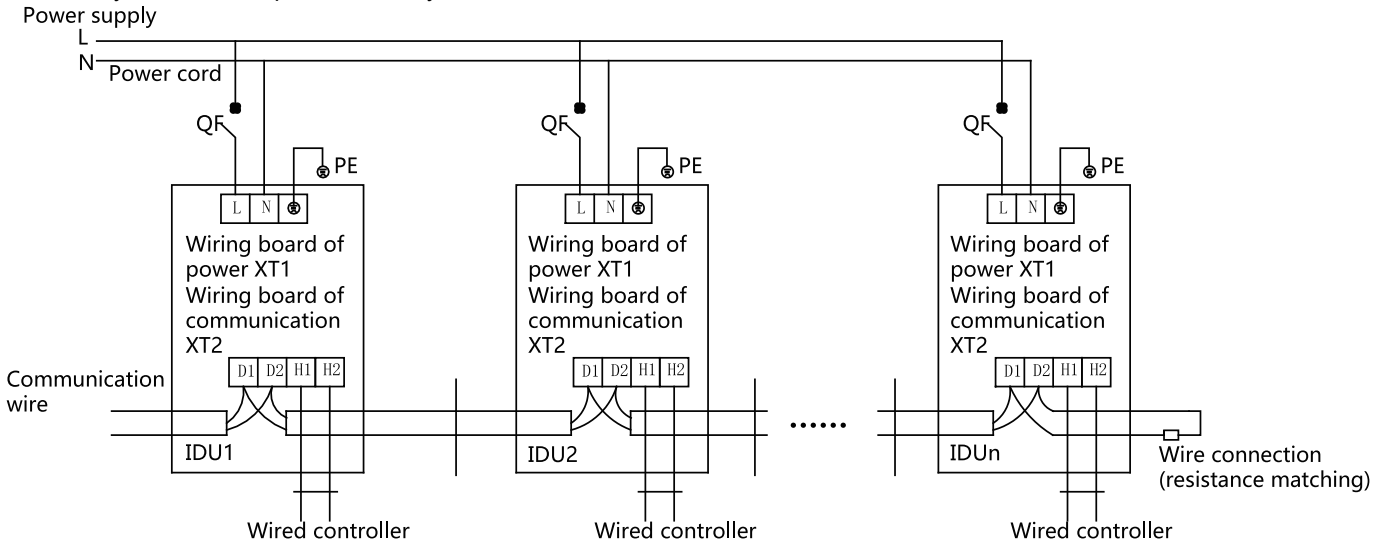 Power supply
L
N
Power cord
QF
QF
QF
PE
PE
PE
L N
L N
L N
Wiring board of
power XT1
Wiring board of
communication
XT2
Wiring board of
power XT1
Wiring board of
communication
XT2
Wiring board of
power XT1
Wiring board of
communication
XT2
D1 D2 H1 H2
D1 D2 H1 H2
D1 D2 H1 H2
Communication
wire
IDU1
IDU2
......
IDUn
Wire connection
(resistance matching)
Wired controller
Wired controller
Wired controller